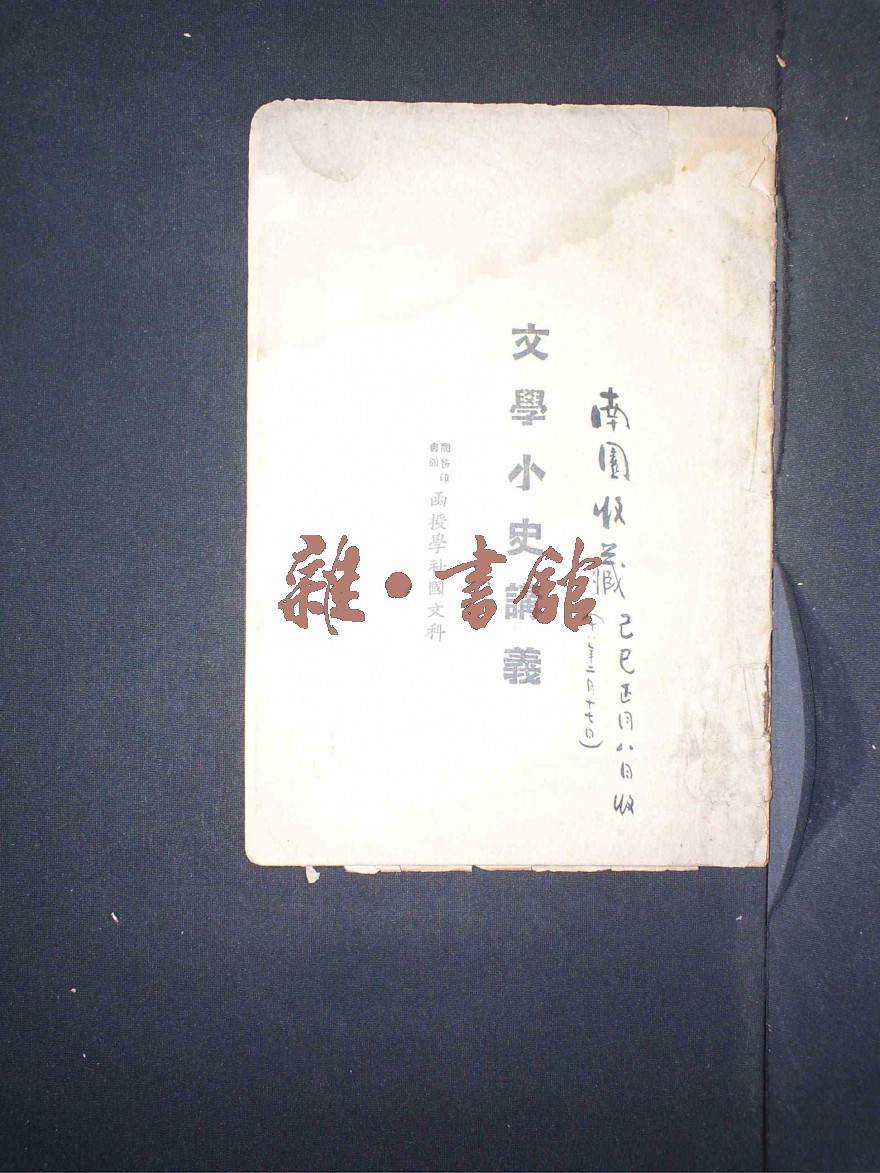 南園收藏 己巳正月八日收
(十八年二月十七日)
文學小史講義
商務印書館函授學社國文科
雜·書館